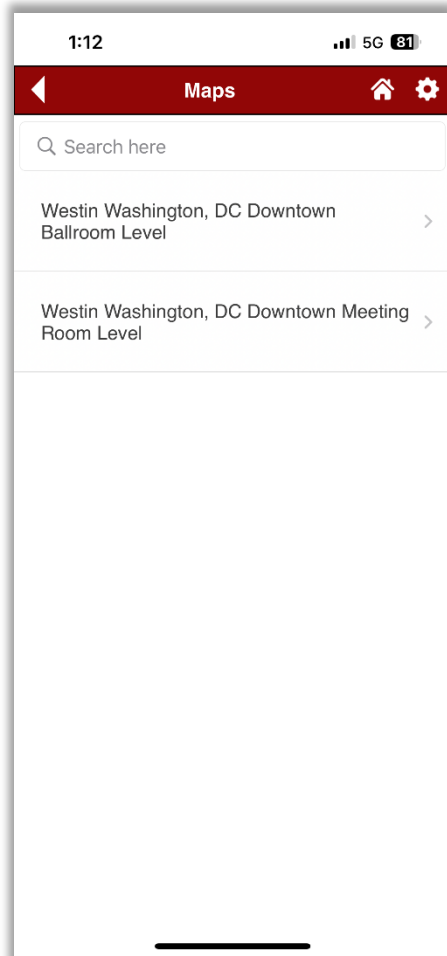 1:12
5G 81
Maps
Search here
Westin Washington, DC Downtown
Ballroom Level
Westin Washington, DC Downtown Meeting
Room Level